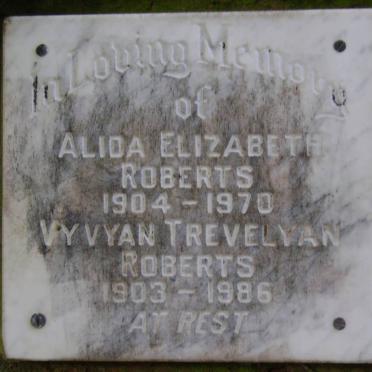 In Loving Memory
of
ALIDA ELIZABETH
ROBERTS
1904 - 1970
VYVYAN TREVELYAN
ROBERTS
1903 - 1986
AT REST